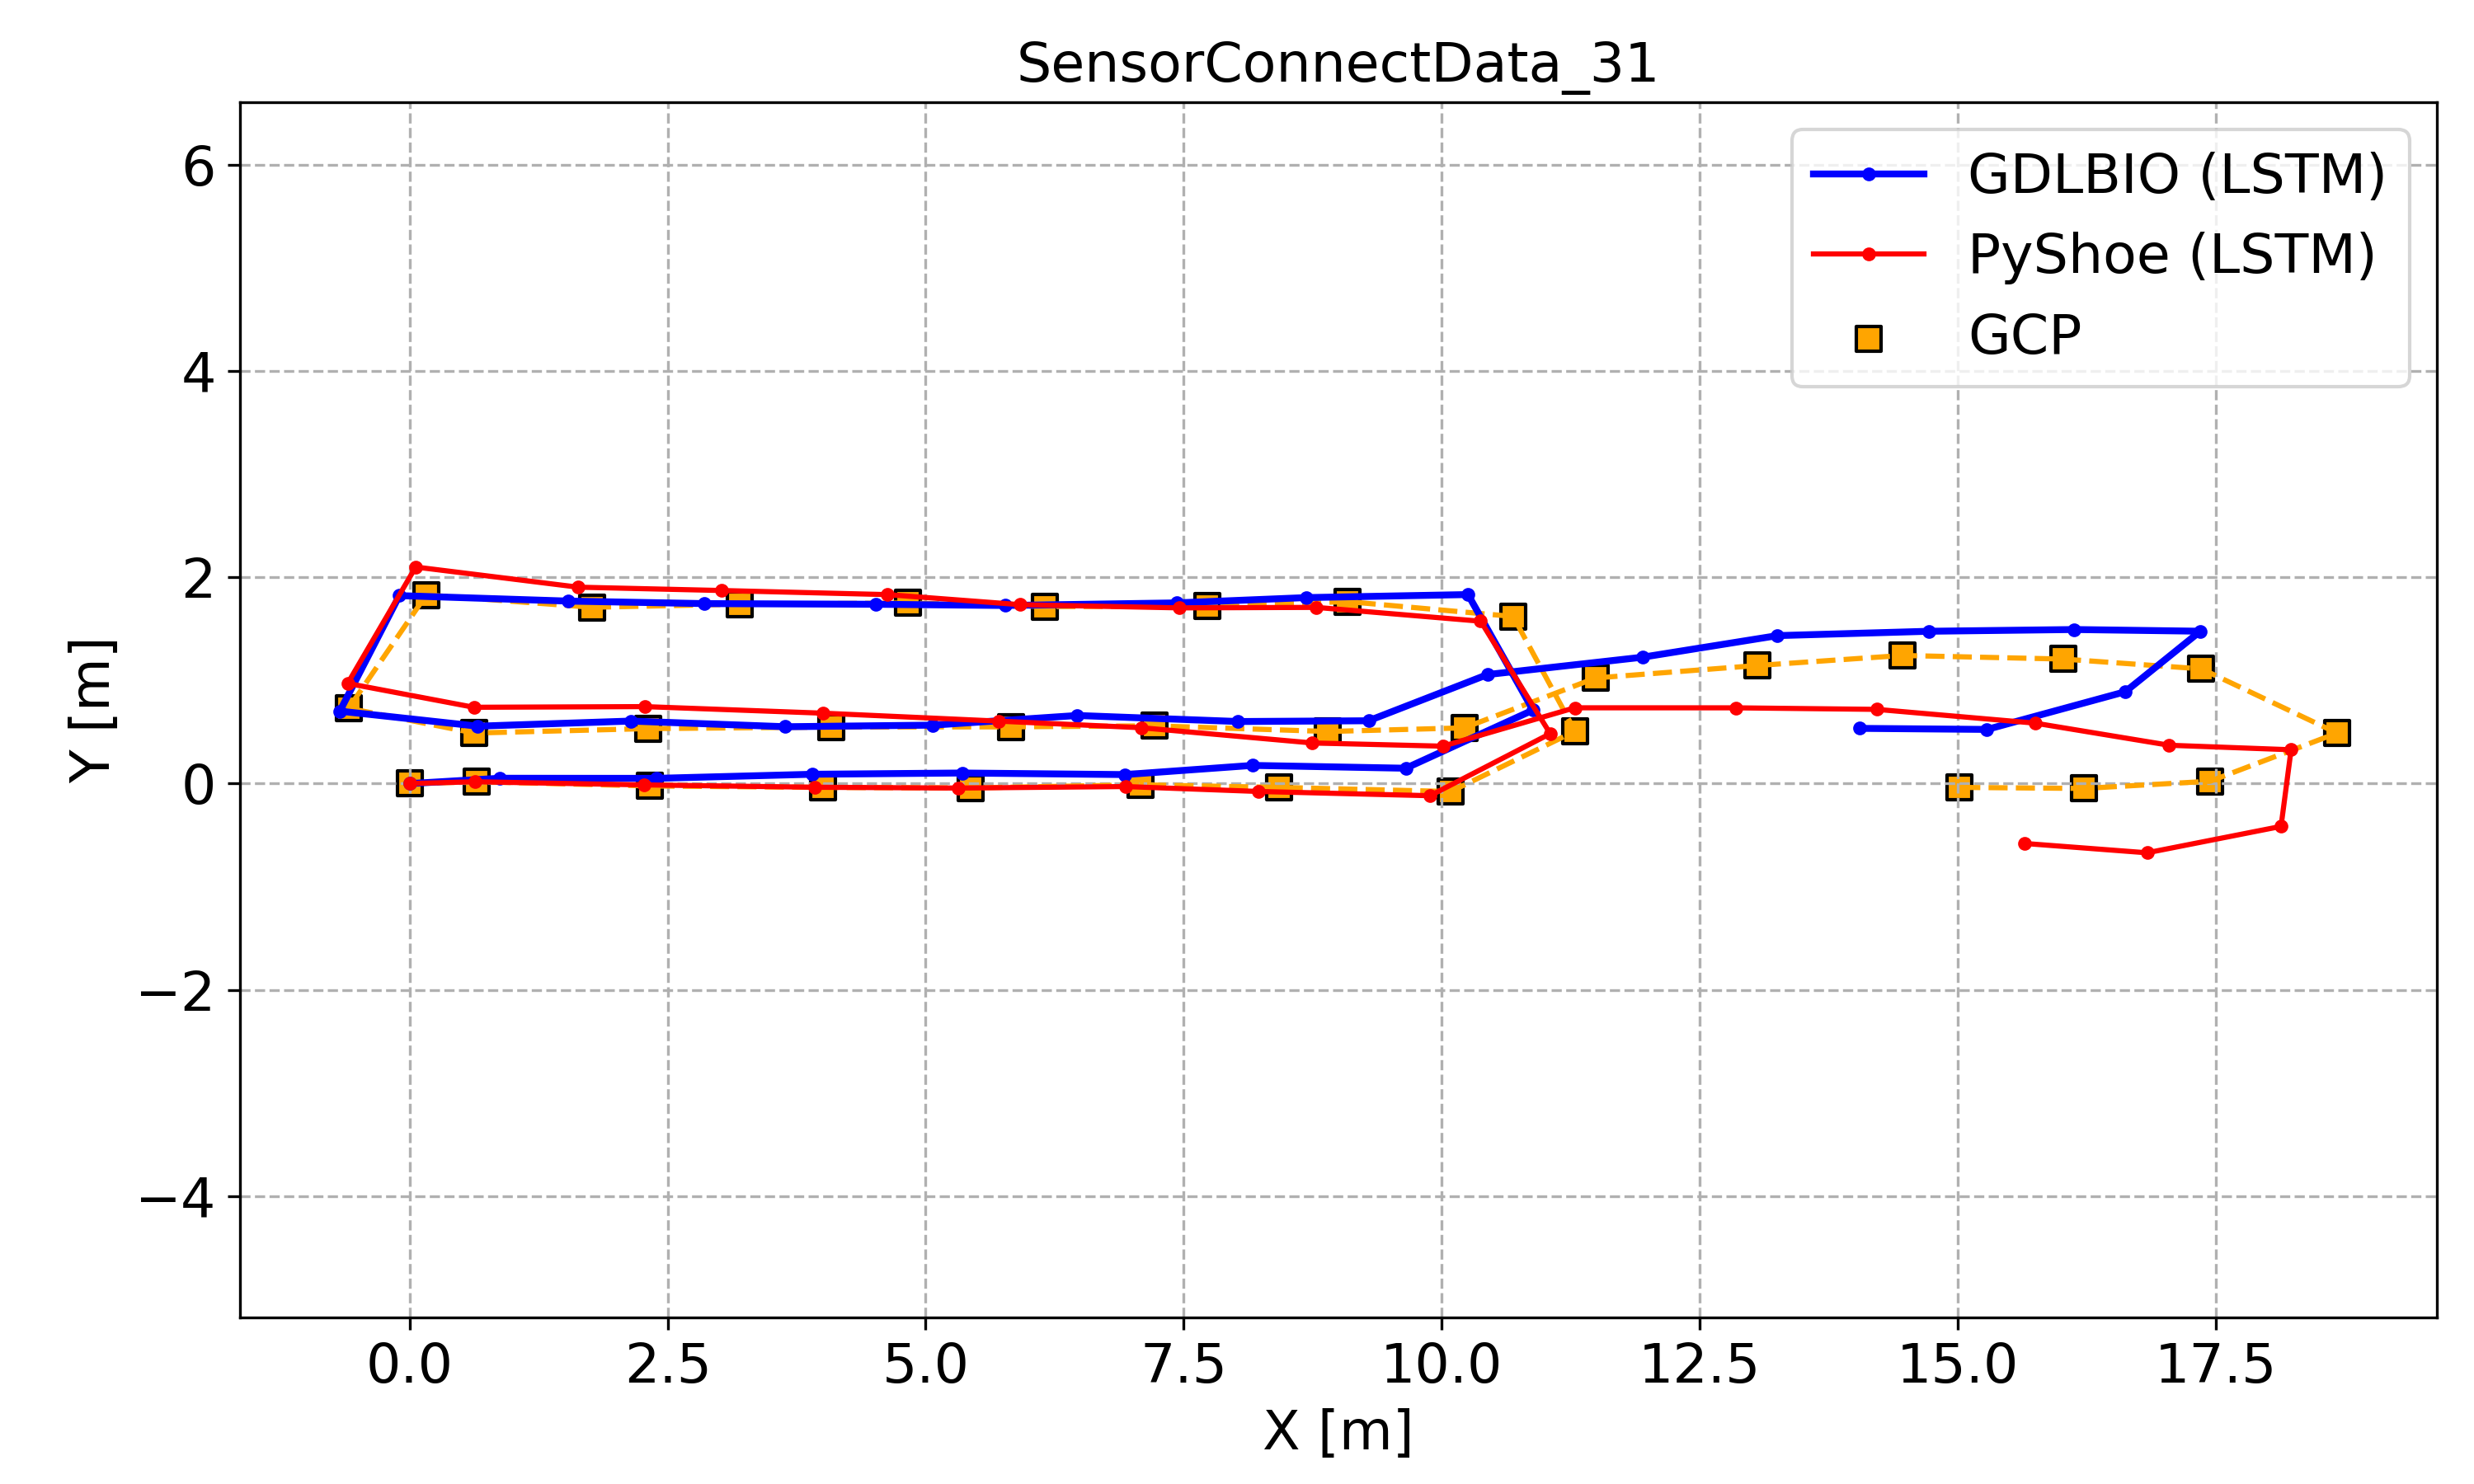 SensorConnectData_31
GDLBIO (LSTM)
PyShoe (LSTM)
GCP
Y [m]
6
4
2
0
−2
−4
0.0 2.5 5.0 7.5 10.0 12.5 15.0 17.5
X [m]